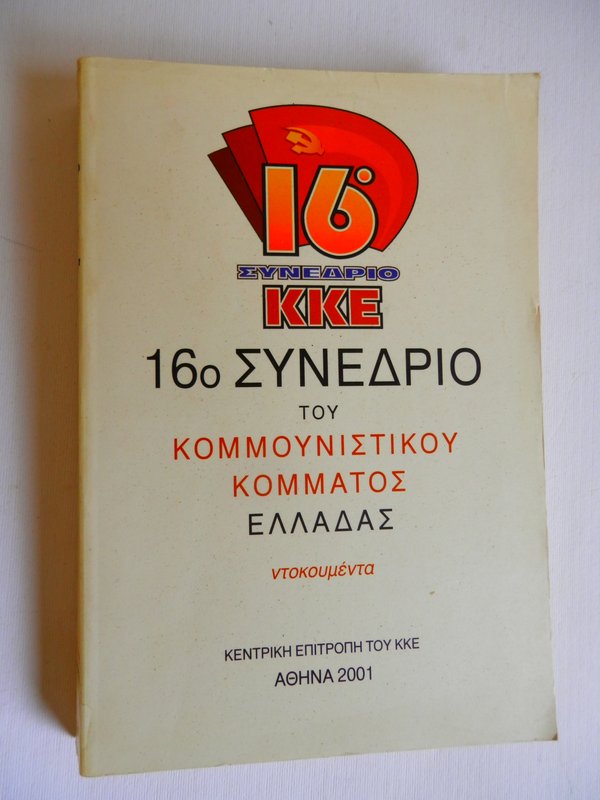 16ο
ΣΥΝΕΔΡΙΟ
ΚΚΕ
16ο ΣΥΝΕΔΡΙΟ
ΤΟΥ
ΚΟΜΜΟΥΝΙΣΤΙΚΟΥ
ΚΟΜΜΑΤΟΣ
ΕΛΛΑΔΑΣ
ντοκουμέντα
ΚΕΝΤΡΙΚΗ ΕΠΙΤΡΟΠΗ ΤΟΥ ΚΚΕ
ΑΘΗΝΑ 2001